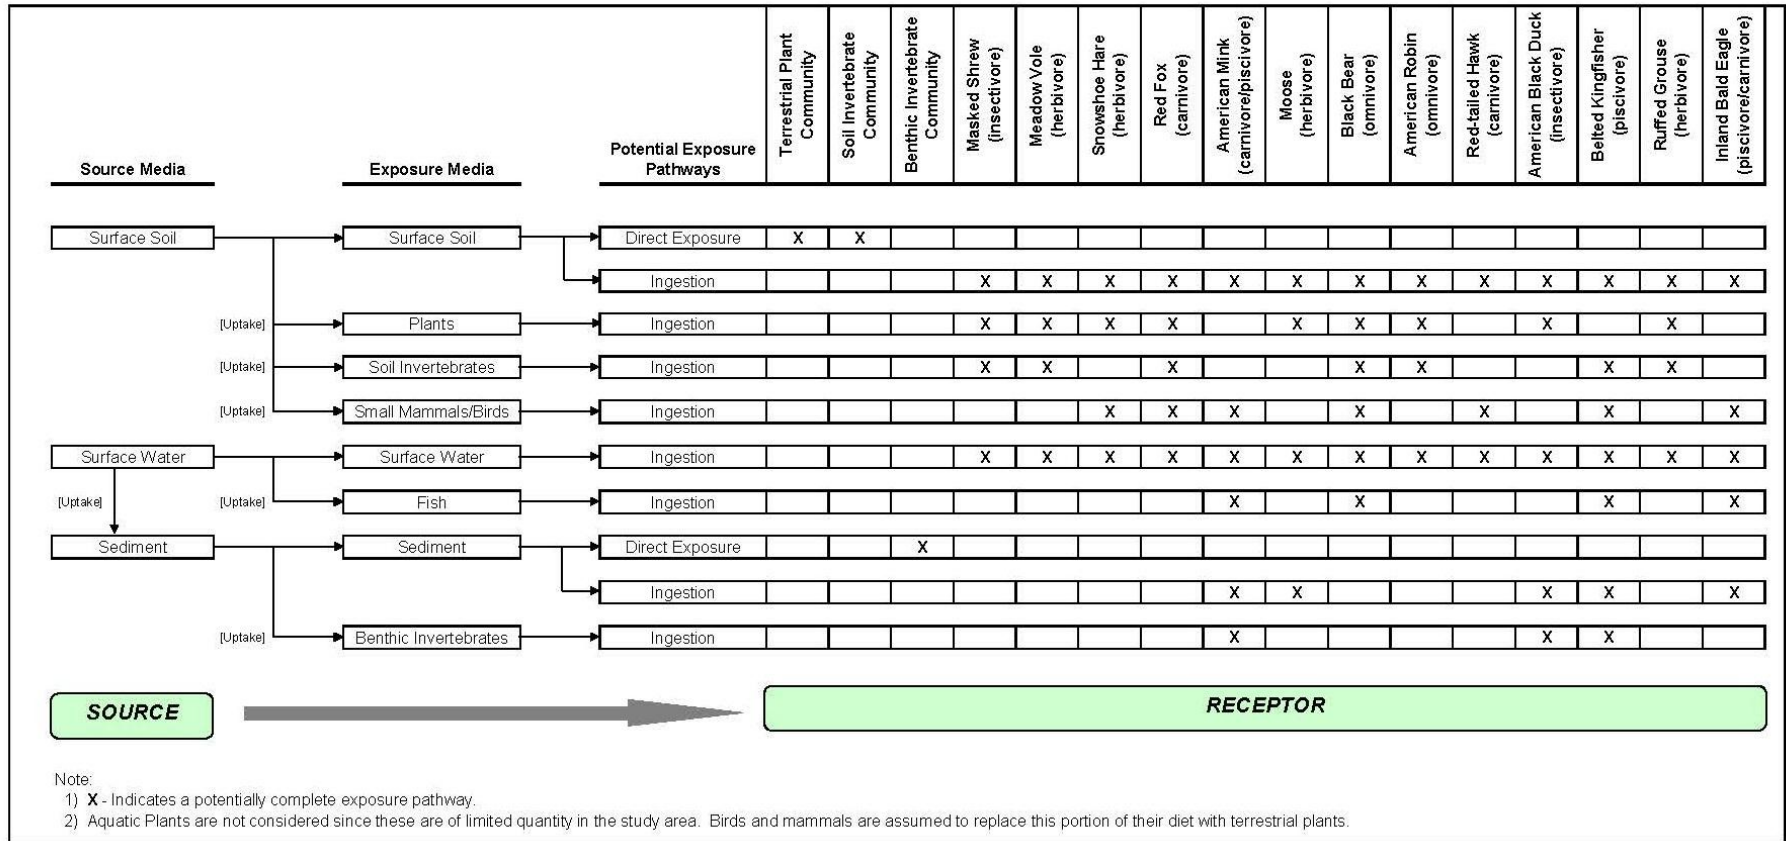 Terrestrial Plant
Community
Soil Invertebrate
Community
Benthic Invertebrate
Community
Masked Shrew
(insectivore)
Meadow Vole
(herbivore)
Snowshoe Hare
(herbivore)
Red Fox
(carnivore)
American Mink
(carnivore/piscivore)
Moose
(herbivore)
Black Bear
(omnivore)
American Robin
(omnivore)
Red-tailed Hawk
(carnivore)
American Black Duck
(insectivore)
Belted Kingfisher
(piscivore)
Ruffed Grouse
(herbivore)
Inland Bald Eagle
(piscivore/carnivore)
Source Media
Exposure Media
Potential Exposure
Pathways
Surface Soil Surface Soil Direct Exposure X X
Ingestion X X X X X X X X X X X X X
[Uptake] Plants Ingestion X X X X X X X X X
[Uptake] Soil Invertebrates Ingestion X X X X X X X
[Uptake] Small Mammals/Birds Ingestion X X X X X X X
Surface Water Surface Water Ingestion X X X X X X X X X X X X X
[Uptake] [Uptake] Fish Ingestion X X X X
Sediment Sediment Direct Exposure X
Ingestion X X X X X
[Uptake] Benthic Invertebrates Ingestion X X X
SOURCE
RECEPTOR
Note:
1) X - Indicates a potentially complete exposure pathway.
2) Aquatic Plants are not considered since these are of limited quantity in the study area. Birds and mammals are assumed to replace this portion of their diet with terrestrial plants.